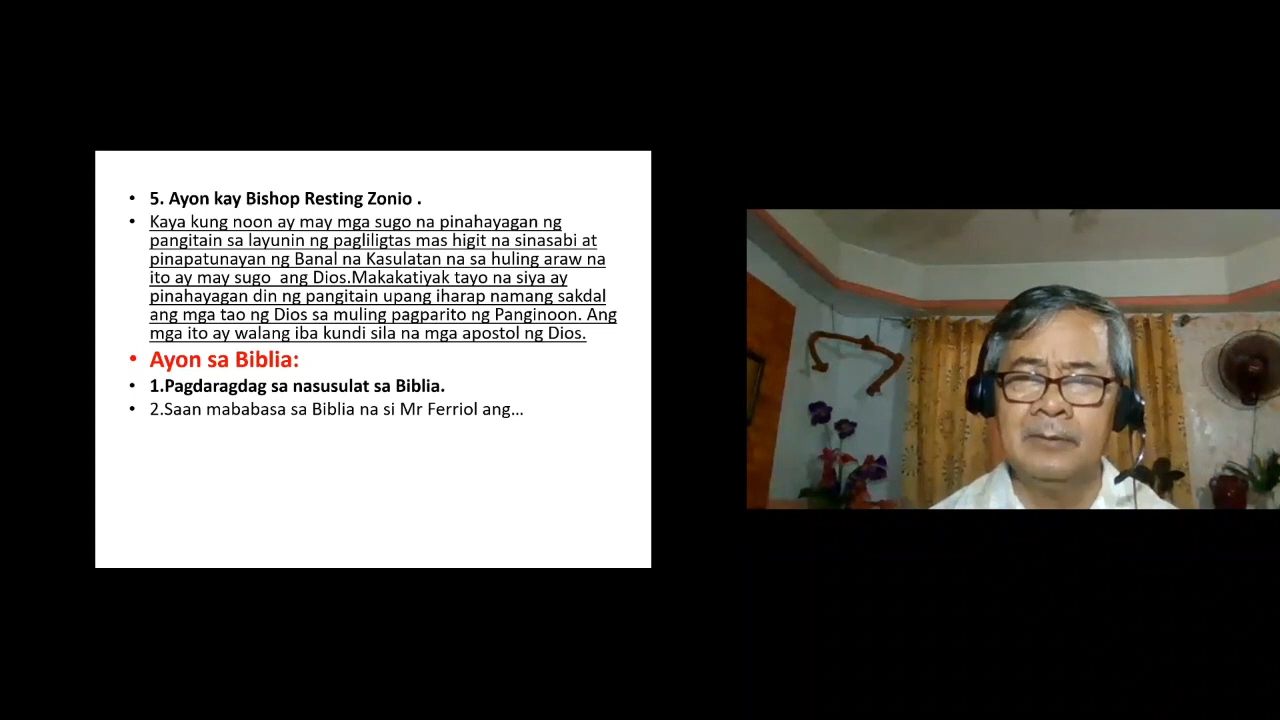 • 5. Ayon kay Bishop Resting Zonio .
• Kaya kung noon ay may mga sugo na pinahayagan ng
pangitain sa layunin ng pagliligtas mas higit na sinasabi at
pinapatunayan ng Banal na Kasulatan na sa huling araw na
ito ay may sugo ang Dios.Makakatiyak tayo na siya ay
pinahayagan din ng pangitain upang iharap namang sakdal
ang mga tao ng Dios sa muling pagparito ng Panginoon. Ang
mga ito ay walang iba kundi sila na mga apostol ng Dios.
• Ayon sa Biblia:
• 1.Pagdaragdag sa nasusulat sa Biblia.
• 2.Saan mababasa sa Biblia na si Mr Ferriol ang...